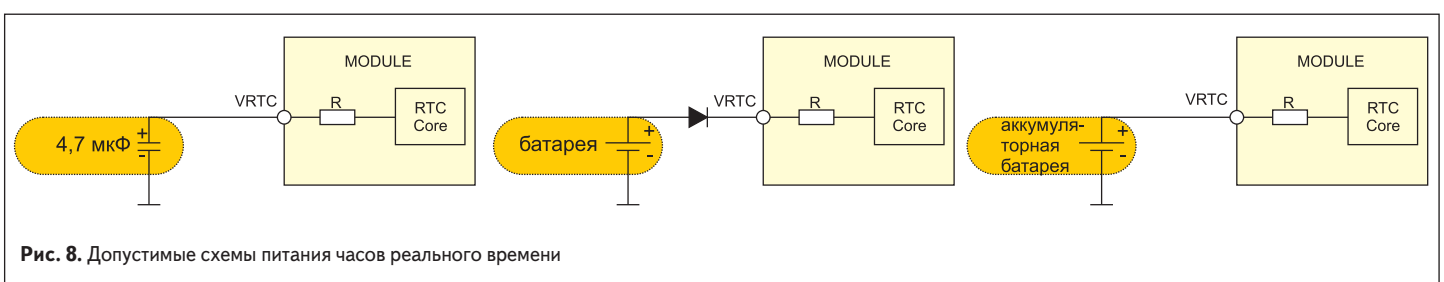 MODULE
VRTC
R
RTC
Core
4,7 мкФ
+
-
MODULE
VRTC
R
RTC
Core
батарея
+
-
MODULE
VRTC
R
RTC
Core
аккумуля-
торная
батарея
+
-
Рис. 8. Допустимые схемы питания часов реального времени